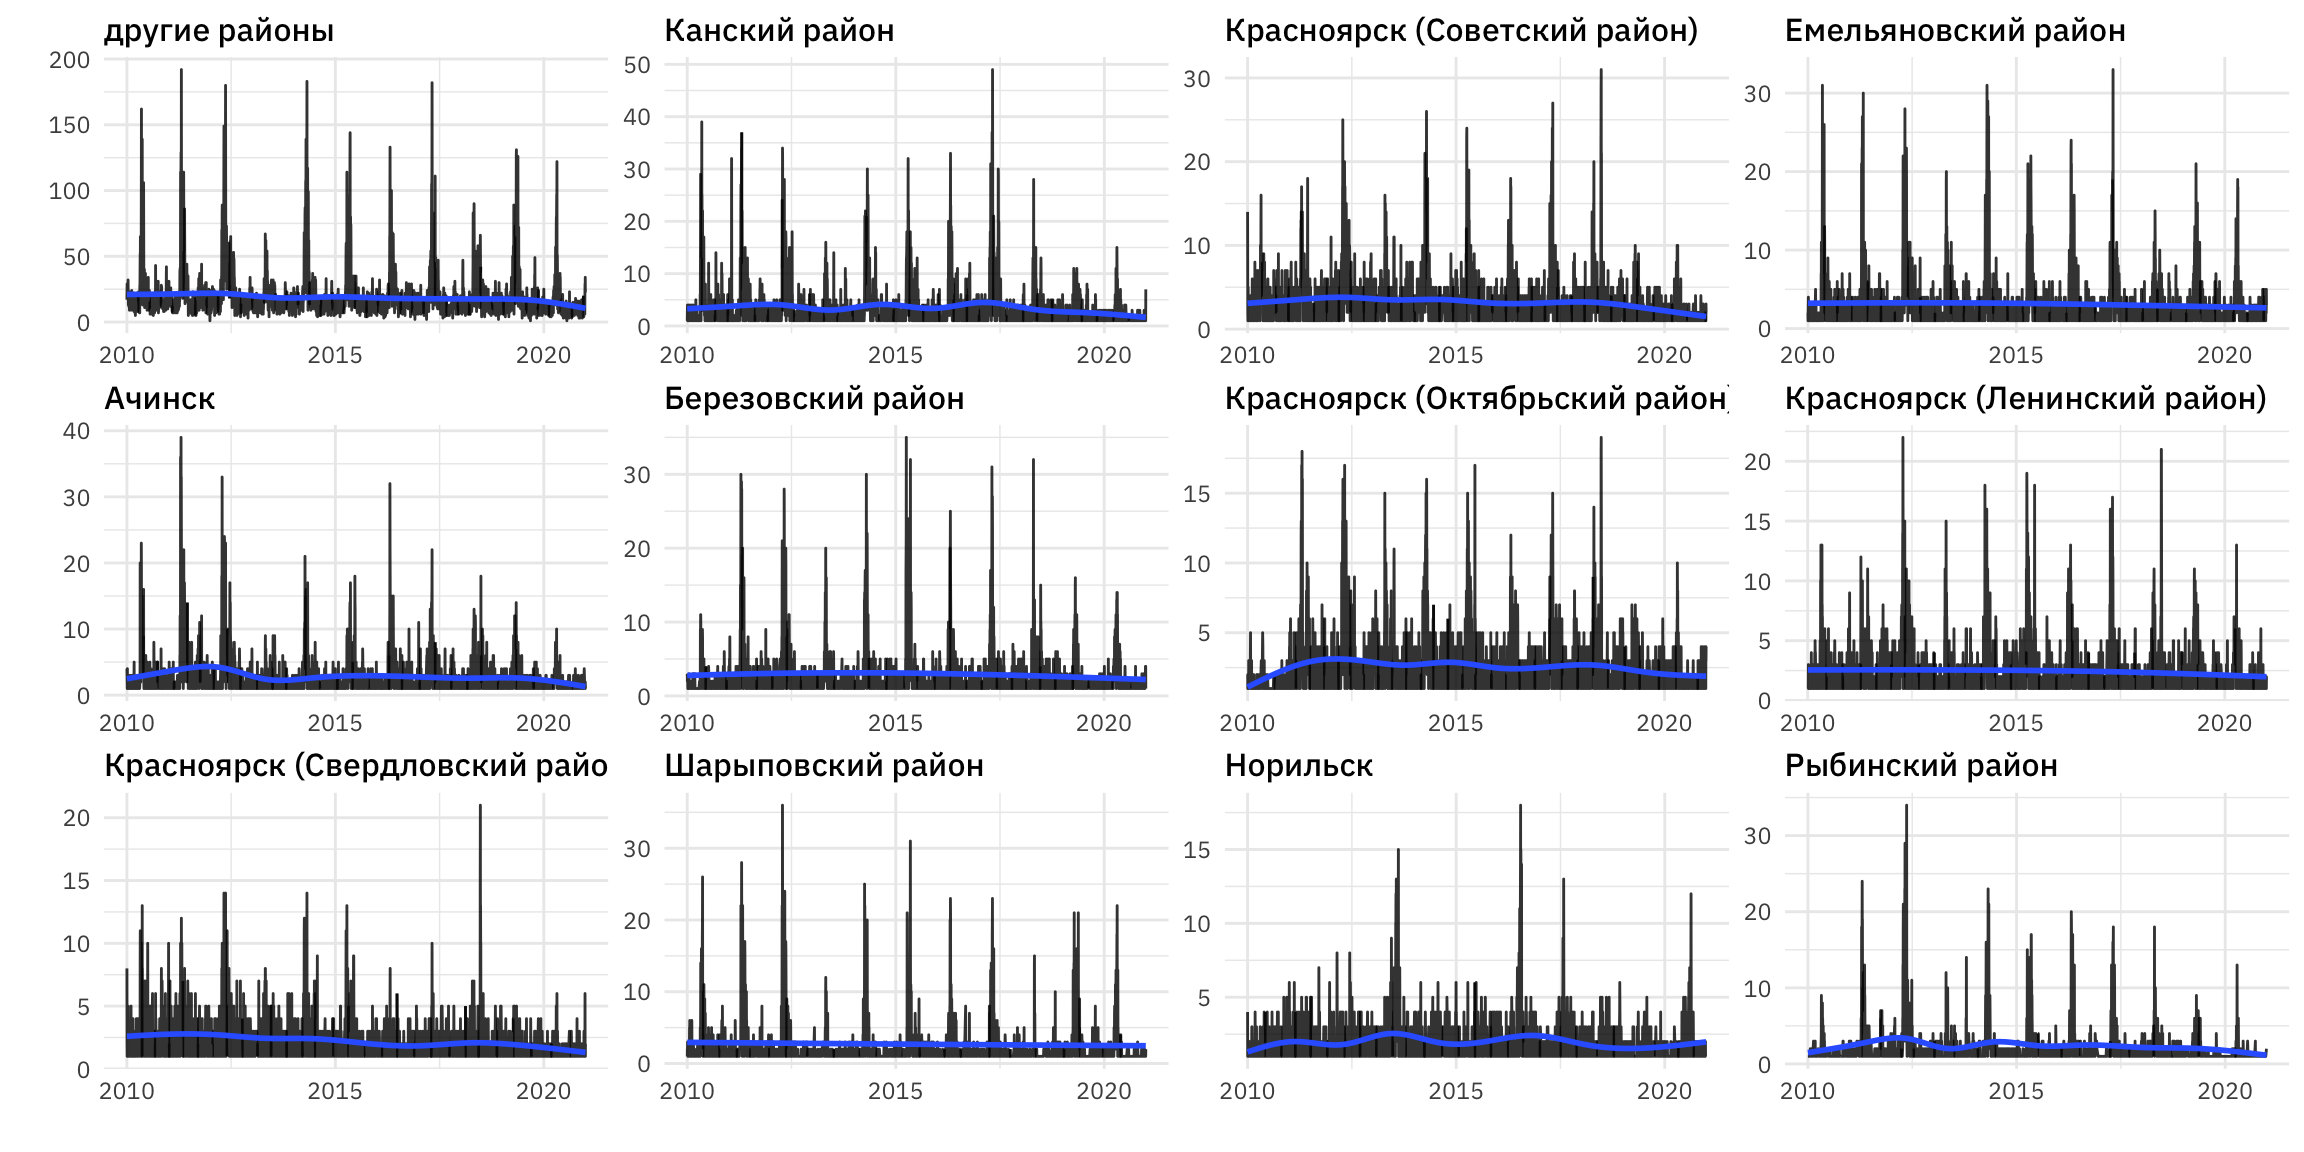 другие районы
Канский район
Красноярск (Советский район)
Емельяновский район
200
150
100
50
0
50
40
30
20
10
0
30
20
10
0
30
20
10
0
2010 2015 2020
2010 2015 2020
2010 2015 2020
2010 2015 2020
Ачинск
Березовский район
Красноярск (Октябрьский район)
Красноярск (Ленинский район)
40
30
20
10
0
30
20
10
0
15
10
5
20
15
10
5
0
2010 2015 2020
2010 2015 2020
2010 2015 2020
2010 2015 2020
Красноярск (Свердловский райо
Шарыповский район
Норильск
Рыбинский район
20
15
10
5
0
30
20
10
0
15
10
5
30
20
10
0
2010 2015 2020
2010 2015 2020
2010 2015 2020
2010 2015 2020